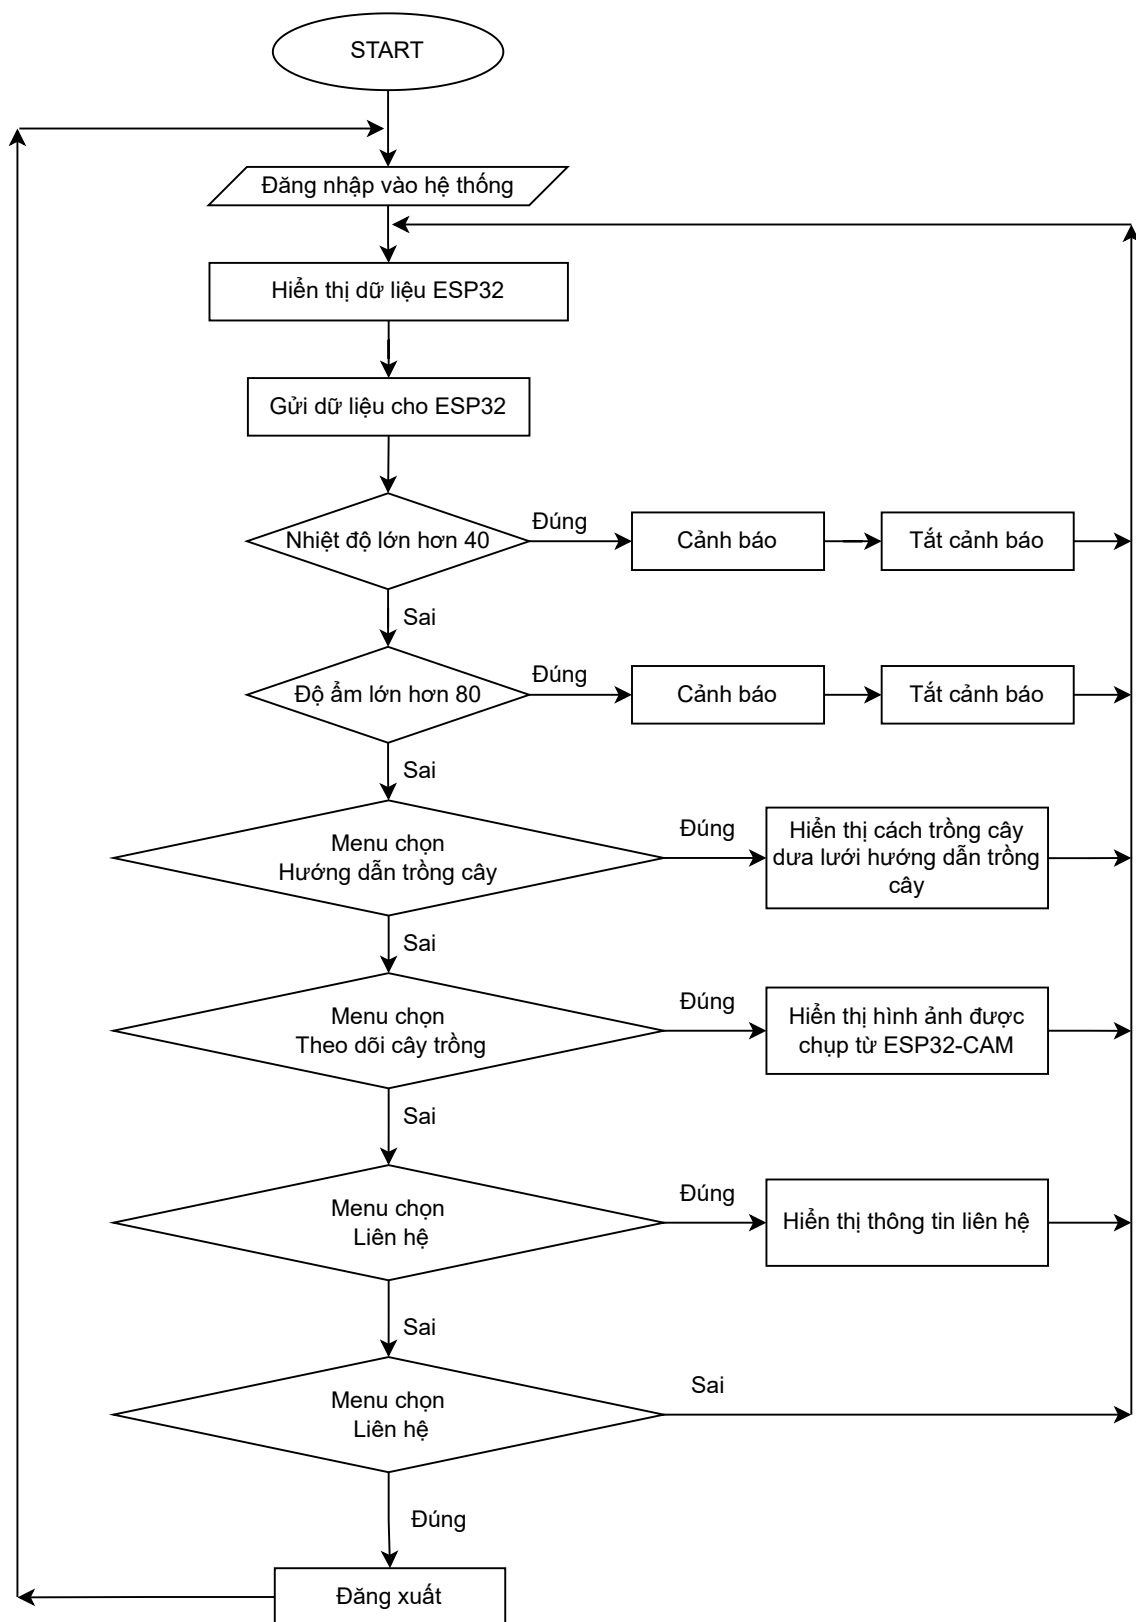 START
Đăng nhập vào hệ thống
Hiển thị dữ liệu ESP32
Gửi dữ liệu cho ESP32
Nhiệt độ lớn hơn 40
Đúng
Cảnh báo
Tắt cảnh báo
Sai
Độ ẩm lớn hơn 80
Đúng
Cảnh báo
Tắt cảnh báo
Sai
Menu chọn
Hướng dẫn trồng cây
Đúng
Hiển thị cách trồng cây
dưa lưới hướng dẫn trồng
cây
Sai
Menu chọn
Theo dõi cây trồng
Đúng
Hiển thị hình ảnh được
chụp từ ESP32-CAM
Sai
Menu chọn
Liên hệ
Đúng
Hiển thị thông tin liên hệ
Sai
Menu chọn
Liên hệ
Sai
Đúng
Đăng xuất